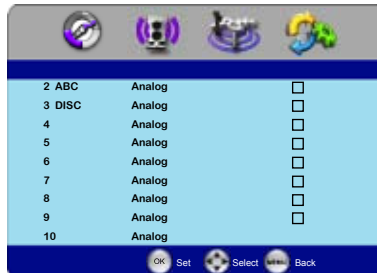 2 ABC Analog
3 DISC Analog
4 Analog
5 Analog
6 Analog
7 Analog
8 Analog
9 Analog
10 Analog
OK Set Select MENU Back